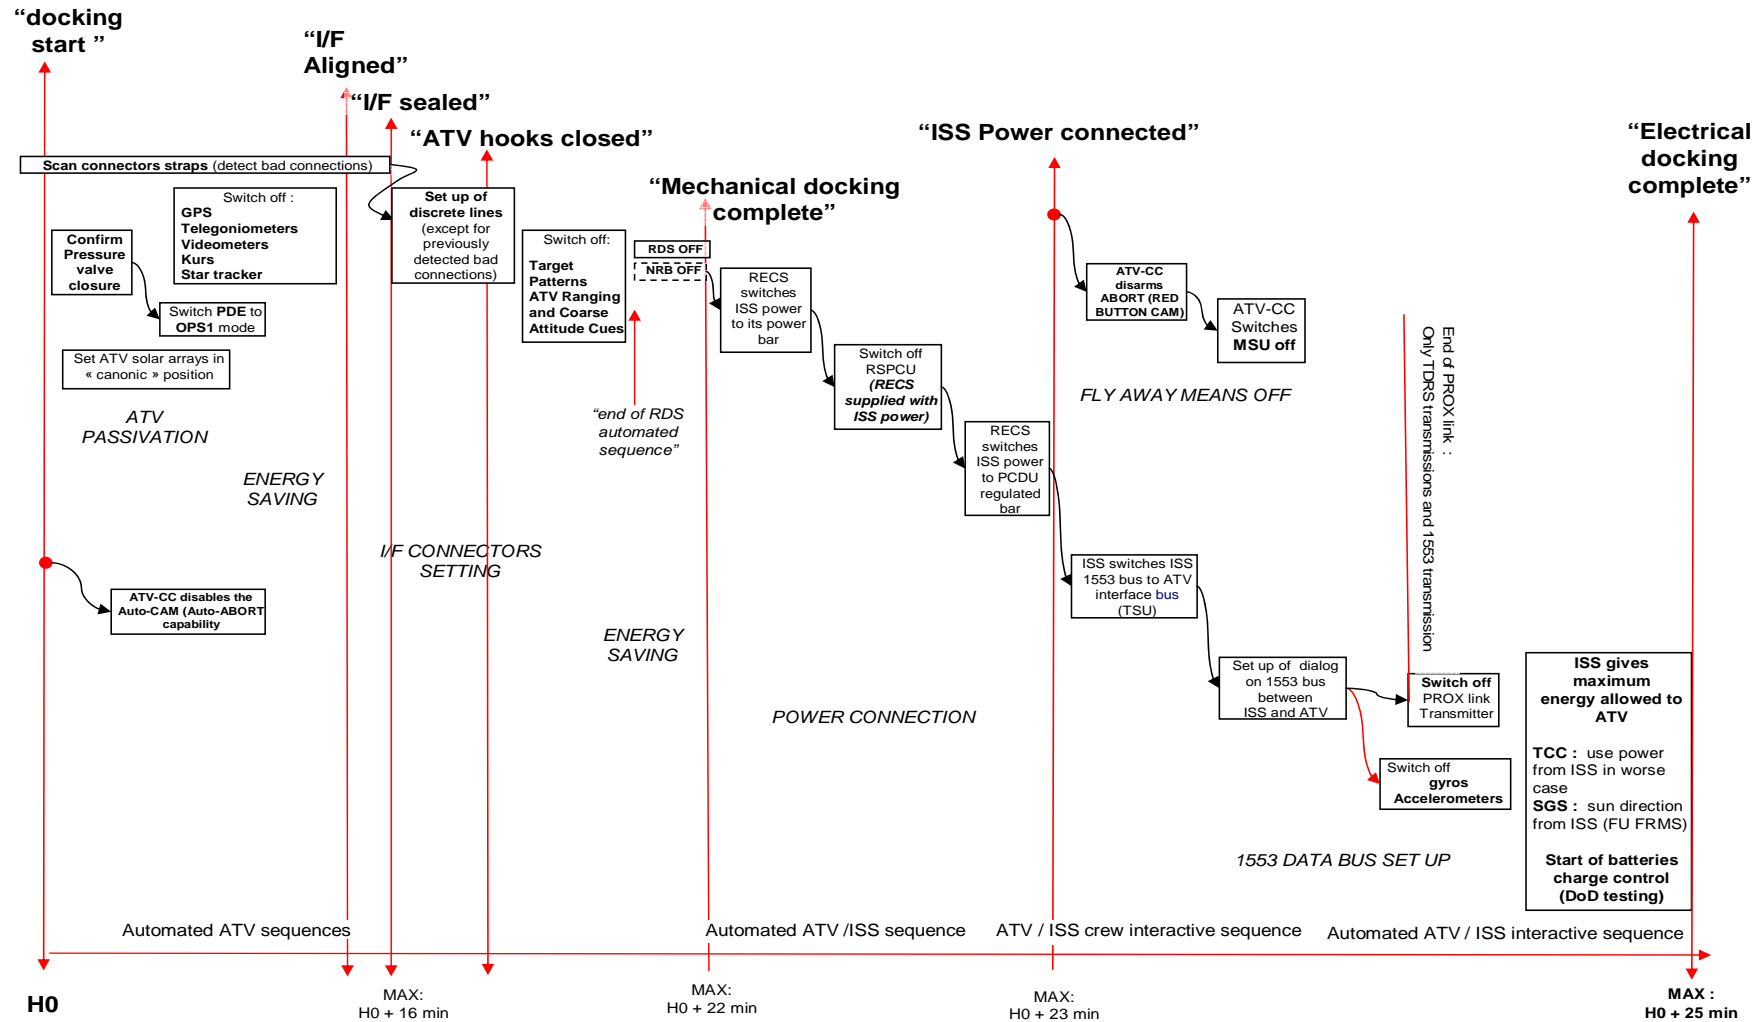 “docking
start ”
“I/F
Aligned”
“I/F sealed”
“ATV hooks closed”
“Mechanical docking
complete”
“ISS Power connected”
“Electrical
docking
complete”
Scan connectors straps (detect bad connections)
Confirm
Pressure
valve
closure
Switch off :
GPS
Telegoniometers
Videometers
Kurs
Star tracker
Switch PDE to
OPS1 mode
Set ATV solar arrays in
« canonic » position
ATV
PASSIVATION
ENERGY
SAVING
ATV-CC disables the
Auto-CAM (Auto-ABORT
capability
Set up of
discrete lines
(except for
previously
detected bad
connections)
I/F CONNECTORS
SETTING
Switch off:
Target
Patterns
ATV Ranging
and Coarse
Attitude Cues
RDS OFF
NRB OFF
“end of RDS
automated
sequence”
ENERGY
SAVING
RECS
switches
ISS power
to its power
bar
Switch off
RSPCU
(RECS
supplied with
ISS power)
RECS
switches
ISS power
to PCDU
regulated
bar
POWER CONNECTION
ATV-CC
disarms
ABORT (RED
BUTTON CAM)
ATV-CC
Switches
MSU off
FLY AWAY MEANS OFF
ISS switches ISS
1553 bus to ATV
interface bus
(TSU)
Set up of dialog
on 1553 bus
between
ISS and ATV
End of PROX link :
Only TDRS transmissions and 1553 transmission
Switch off
PROX link
Transmitter
Switch off
gyros
Accelerometers
1553 DATA BUS SET UP
ISS gives
maximum
energy allowed to
ATV
TCC : use power
from ISS in worse
case
SGS : sun direction
from ISS (FU FRMS)
Start of batteries
charge control
(DoD testing)
Automated ATV sequences
Automated ATV /ISS sequence
ATV / ISS crew interactive sequence
Automated ATV / ISS interactive sequence
H0
MAX:
H0 + 16 min
MAX:
H0 + 22 min
MAX:
H0 + 23 min
MAX :
H0 + 25 min